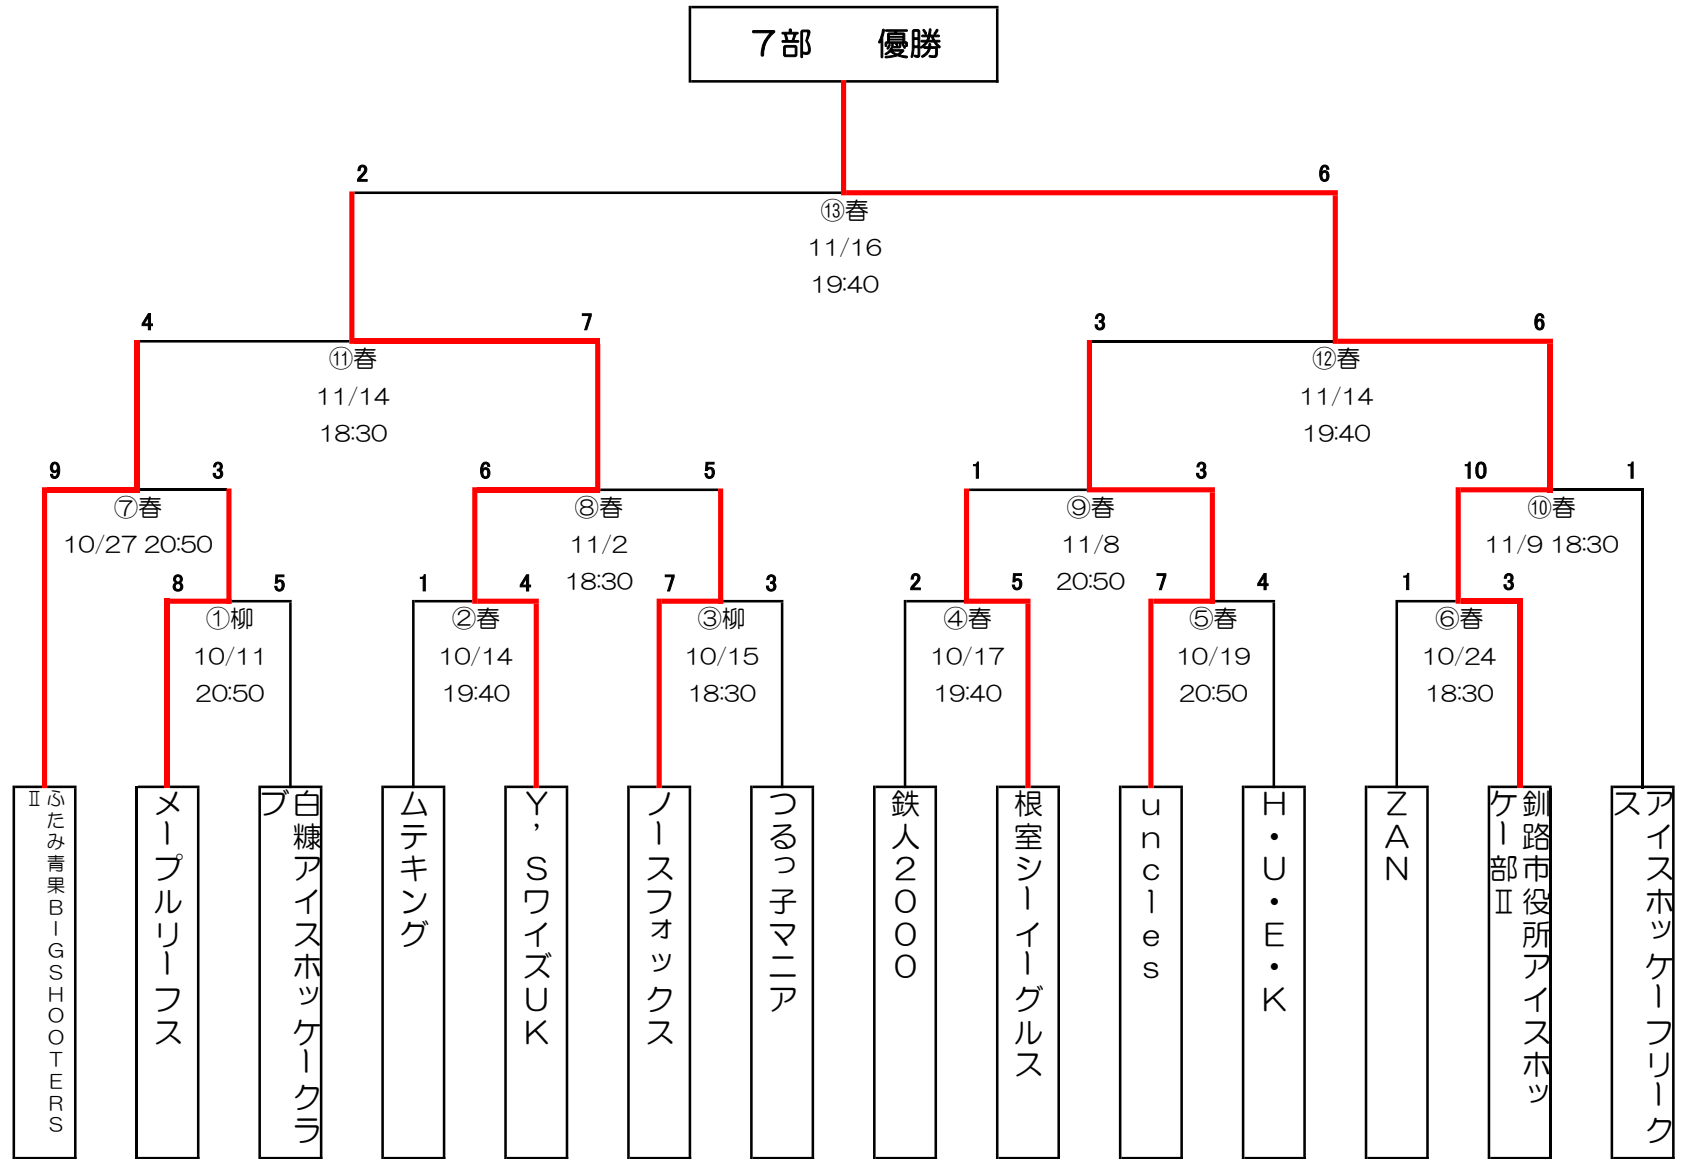 7部　優勝
2
6
⑬春
11/16
19:40
4
7
3
6
⑪春
11/14
18:30
⑫春
11/14
19:40
9
3
6
5
1
3
10
1
⑦春
10/27 20:50
⑧春
11/2
18:30
⑨春
11/8
20:50
⑩春
11/9 18:30
8
5
1
4
7
3
2
5
7
4
1
3
①柳
10/11
20:50
②春
10/14
19:40
③柳
10/15
18:30
④春
10/17
19:40
⑤春
10/19
20:50
⑥春
10/24
18:30
ふたみ青果BIGSHOOTERS
Ⅱ
メープルリーフス
白糠アイスホッケークラ
ブ
ムテキング
Y'SワイズUK
ノースフォックス
つるっ子マニア
鉄人2000
根室シーイーグルス
uncles
H・U・E・K
ZAN
釧路市役所アイスホッ
ケー部Ⅱ
アイスホッケーフリーク
ス